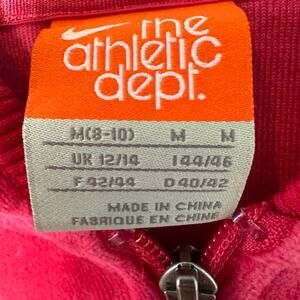 the
athletic
dept.
M(8-10) M M
UK 12/14 I 44/46
F 42/44 D 40/42
MADE IN CHINA
FABRIQUE EN CHINE